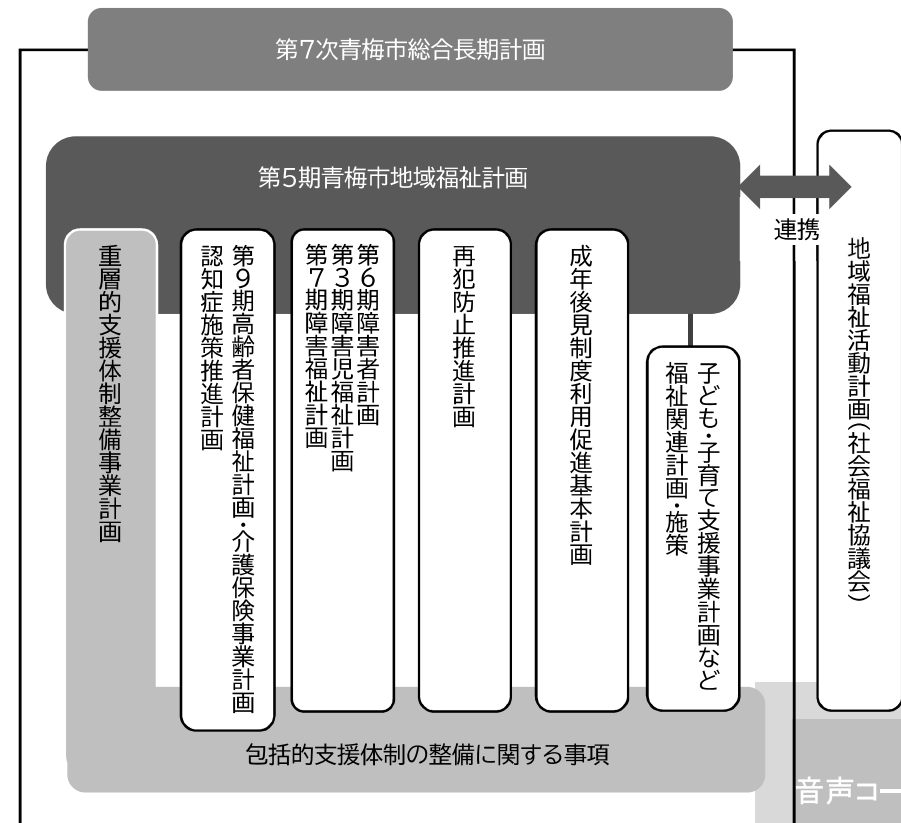 第7次青梅市総合長期計画
第5期青梅市地域福祉計画
連携
重層的支援体制整備事業計画
第9期高齢者保健福祉計画・介護保険事業計画
認知症施策推進計画
第6期障害者計画
第3期障害児福祉計画
第7期障害福祉計画
再犯防止推進計画
成年後見制度利用促進基本計画
子ども・子育て支援事業計画など
福祉関連計画・施策
地域福祉活動計画(社会福祉協議会)
包括的支援体制の整備に関する事項
音声コー